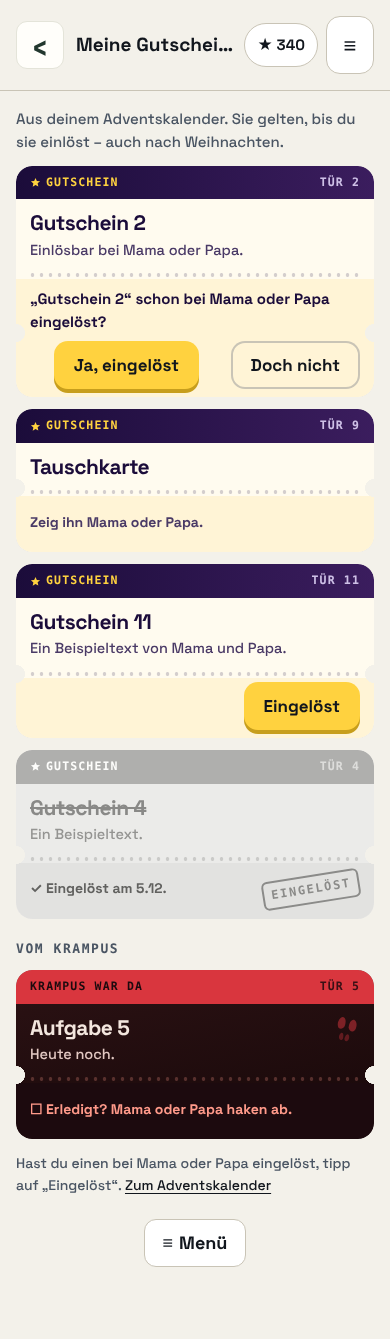 <
Meine Gutschei...
★ 340
≡
Aus deinem Adventskalender. Sie gelten, bis du
sie einlöst – auch nach Weihnachten.
★ GUTSCHEIN
TÜR 2
Gutschein 2
Einlösbar bei Mama oder Papa.
„Gutschein 2“ schon bei Mama oder Papa
eingelöst?
Ja, eingelöst
Doch nicht
★ GUTSCHEIN
TÜR 9
Tauschkarte
Zeig ihn Mama oder Papa.
★ GUTSCHEIN
TÜR 11
Gutschein 11
Ein Beispieltext von Mama und Papa.
Eingelöst
★ GUTSCHEIN
TÜR 4
Gutschein 4
Ein Beispieltext.
✓ Eingelöst am 5.12.
EINGELÖST
VOM KRAMPUS
KRAMPUS WAR DA
TÜR 5
Aufgabe 5
Heute noch.
☐ Erledigt? Mama oder Papa haken ab.
Hast du einen bei Mama oder Papa eingelöst, tipp
auf „Eingelöst“. Zum Adventskalender
≡ Menü